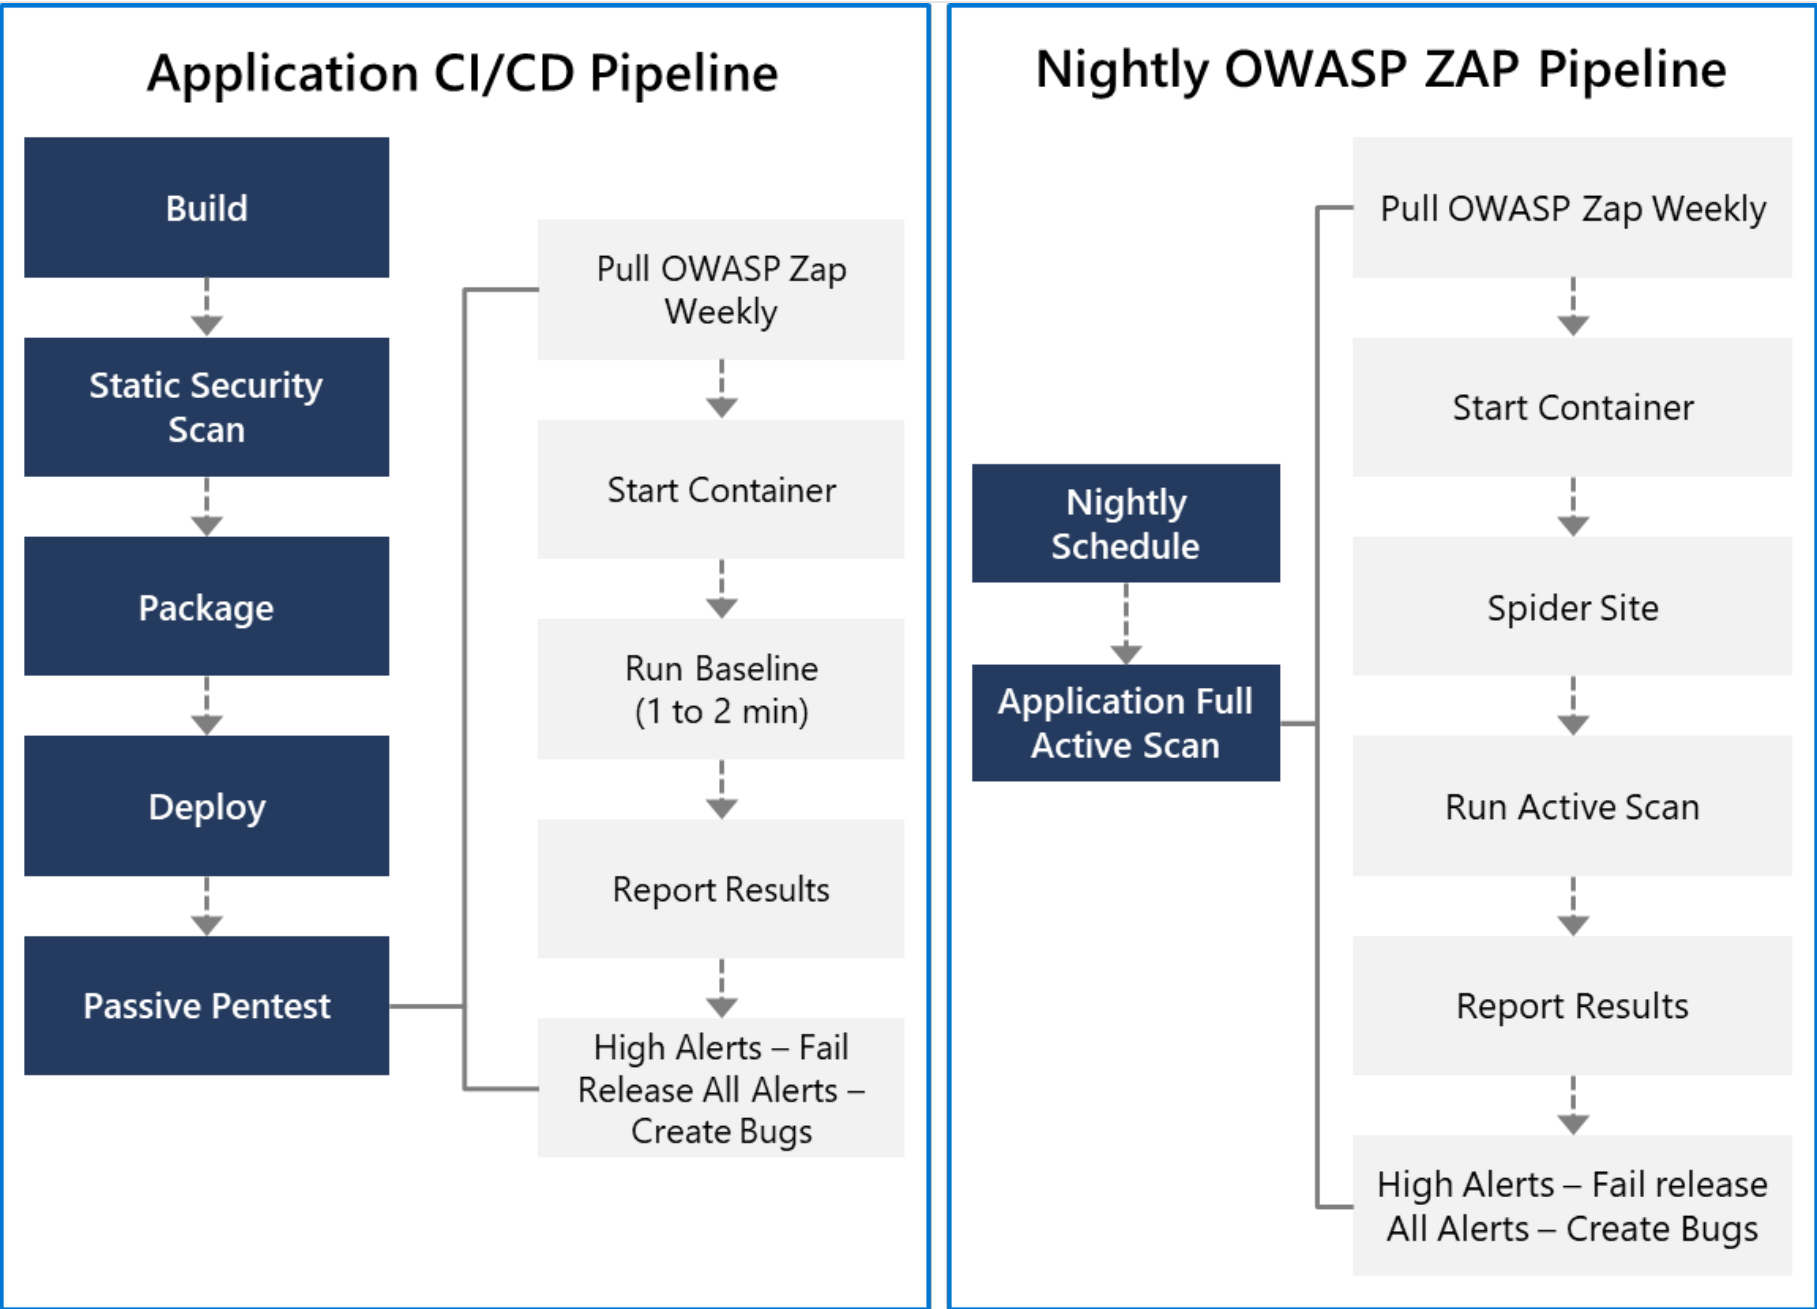 Application CI/CD Pipeline
Build
Static Security
Scan
Package
Deploy
Passive Pentest
Pull OWASP Zap
Weekly
Start Container
Run Baseline
(1 to 2 min)
Report Results
High Alerts – Fail
Release All Alerts –
Create Bugs
Nightly OWASP ZAP Pipeline
Nightly
Schedule
Application Full
Active Scan
Pull OWASP Zap Weekly
Start Container
Spider Site
Run Active Scan
Report Results
High Alerts – Fail release
All Alerts – Create Bugs